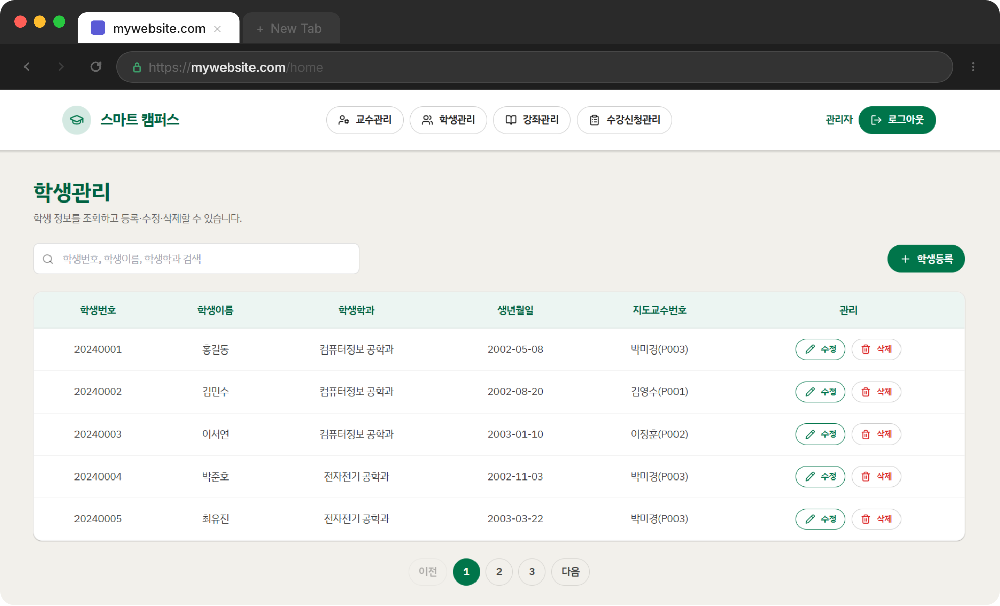 mywebsite.com
+ New Tab
https://mywebsite.com/home
스마트 캠퍼스
교수관리
학생관리
강좌관리
수강신청관리
관리자
로그아웃
학생관리
학생 정보를 조회하고 등록·수정·삭제할 수 있습니다.
학생번호, 학생이름, 학생학과 검색
+ 학생등록
학생번호 학생이름 학생학과 생년월일 지도교수번호 관리
20240001 홍길동 컴퓨터정보 공학과 2002-05-08 박미경(P003) 수정 삭제
20240002 김민수 컴퓨터정보 공학과 2002-08-20 김영수(P001) 수정 삭제
20240003 이서연 컴퓨터정보 공학과 2003-01-10 이정훈(P002) 수정 삭제
20240004 박준호 전자전기 공학과 2002-11-03 박미경(P003) 수정 삭제
20240005 최유진 전자전기 공학과 2003-03-22 박미경(P003) 수정 삭제
이전 1 2 3 다음